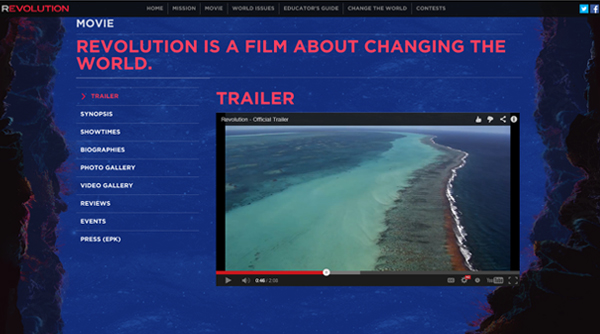 REVOLUTION
HOME
MISSION
MOVIE
WORLD ISSUES
EDUCATOR'S GUIDE
CHANGE THE WORLD
CONTESTS
MOVIE
REVOLUTION IS A FILM ABOUT CHANGING THE
WORLD.
TRAILER
SYNOPSIS
SHOWTIMES
BIOGRAPHIES
PHOTO GALLERY
VIDEO GALLERY
REVIEWS
EVENTS
PRESS (EPK)
TRAILER
Revolution - Official Trailer
0:46 / 2:08
You Tube